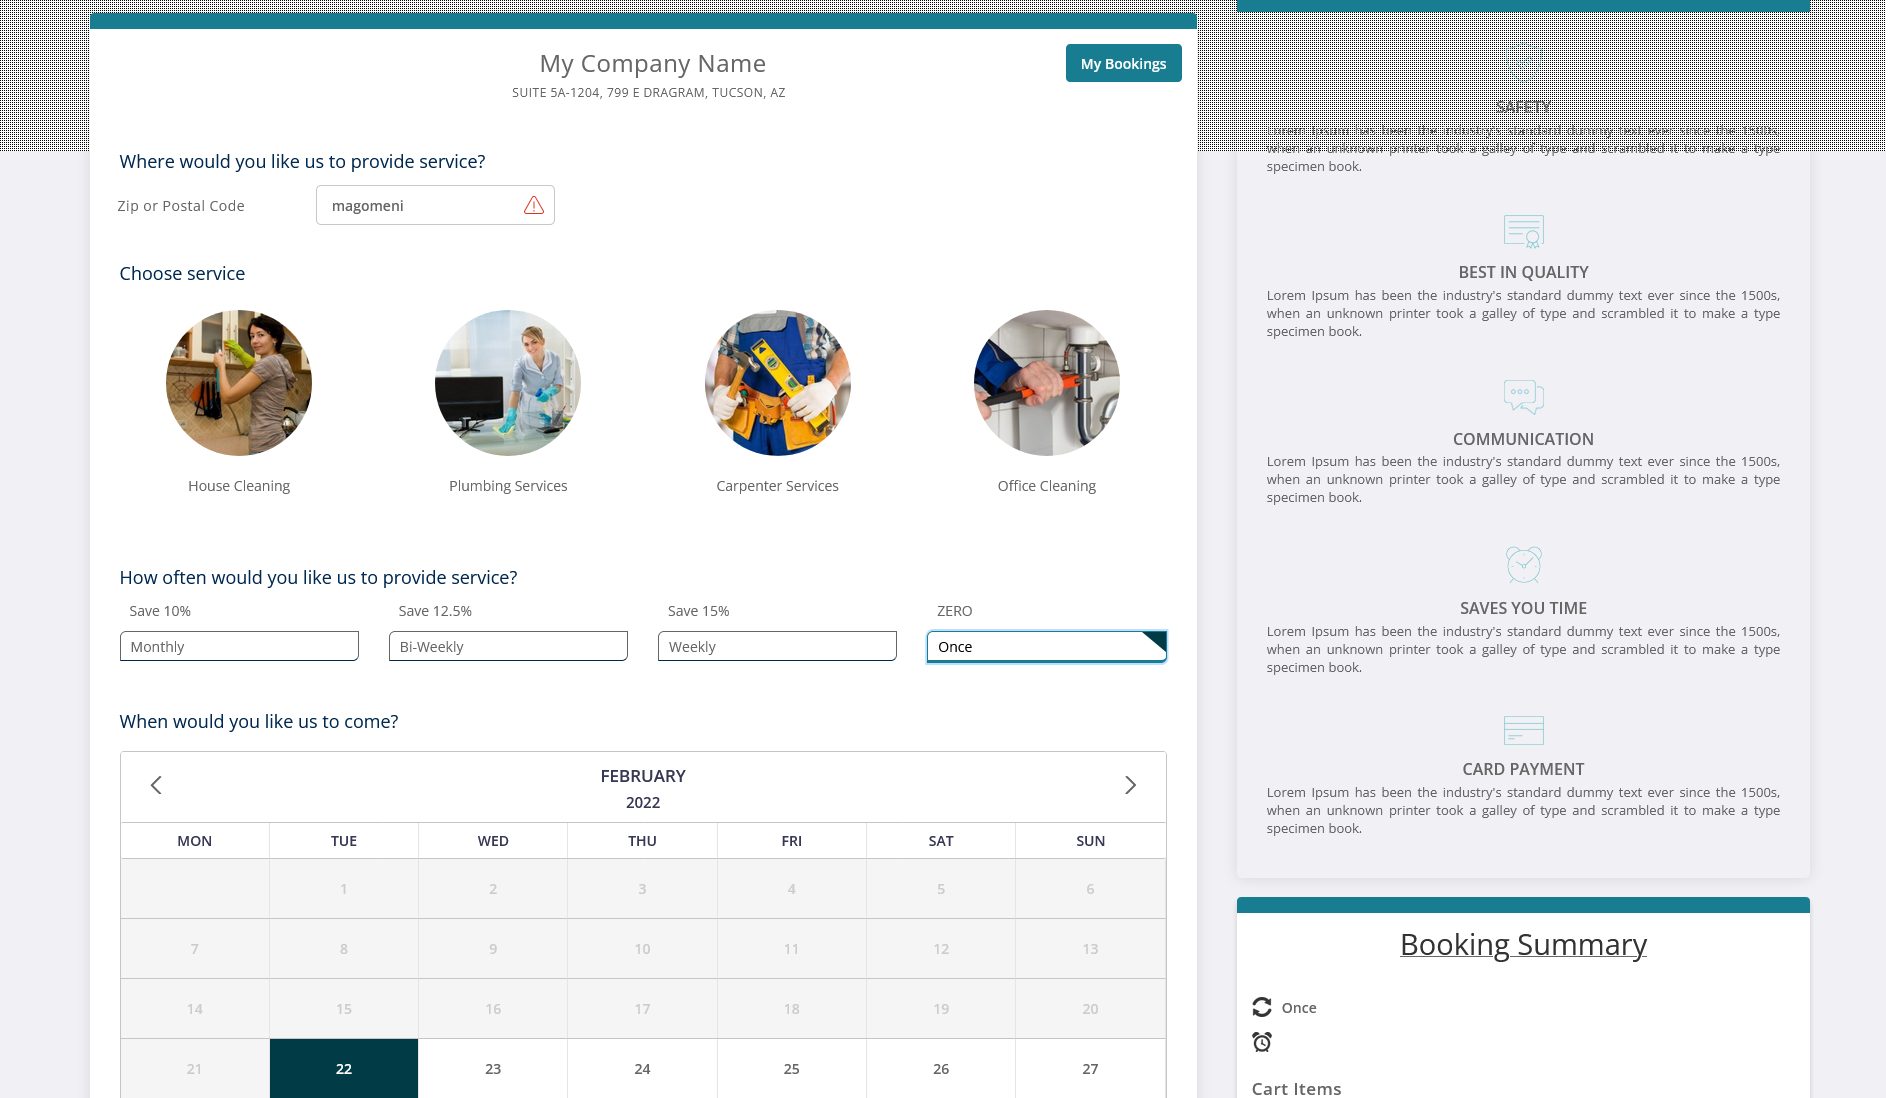 My Company Name
My Bookings
SUITE 5A-1204, 799 E DRAGRAM, TUCSON, AZ
Where would you like us to provide service?
Zip or Postal Code
magomeni
Choose service
House Cleaning
Plumbing Services
Carpenter Services
Office Cleaning
How often would you like us to provide service?
Save 10%
Save 12.5%
Save 15%
ZERO
Monthly
Bi-Weekly
Weekly
Once
When would you like us to come?
FEBRUARY
2022
MON TUE WED THU FRI SAT SUN
1 2 3 4 5 6
7 8 9 10 11 12 13
14 15 16 17 18 19 20
21 22 23 24 25 26 27
SAFETY
Lorem Ipsum has been the industry's standard dummy text ever since the 1500s,
when an unknown printer took a galley of type and scrambled it to make a type
specimen book.
BEST IN QUALITY
Lorem Ipsum has been the industry's standard dummy text ever since the 1500s,
when an unknown printer took a galley of type and scrambled it to make a type
specimen book.
COMMUNICATION
Lorem Ipsum has been the industry's standard dummy text ever since the 1500s,
when an unknown printer took a galley of type and scrambled it to make a type
specimen book.
SAVES YOU TIME
Lorem Ipsum has been the industry's standard dummy text ever since the 1500s,
when an unknown printer took a galley of type and scrambled it to make a type
specimen book.
CARD PAYMENT
Lorem Ipsum has been the industry's standard dummy text ever since the 1500s,
when an unknown printer took a galley of type and scrambled it to make a type
specimen book.
Booking Summary
Once
Cart Items